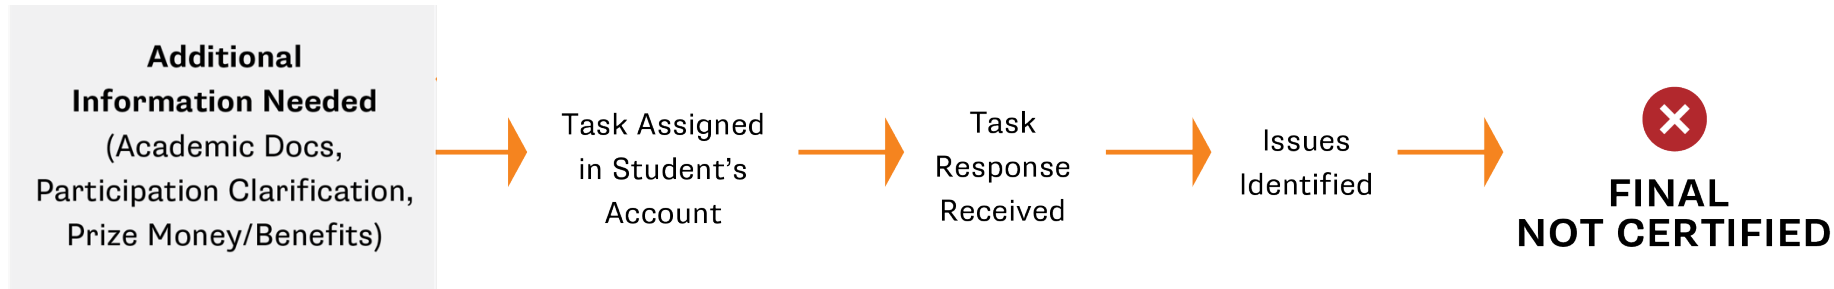 Additional
Information Needed
(Academic Docs,
Participation Clarification,
Prize Money/Benefits)
Task Assigned
in Student’s
Account
Task
Response
Received
Issues
Identified
FINAL
NOT CERTIFIED